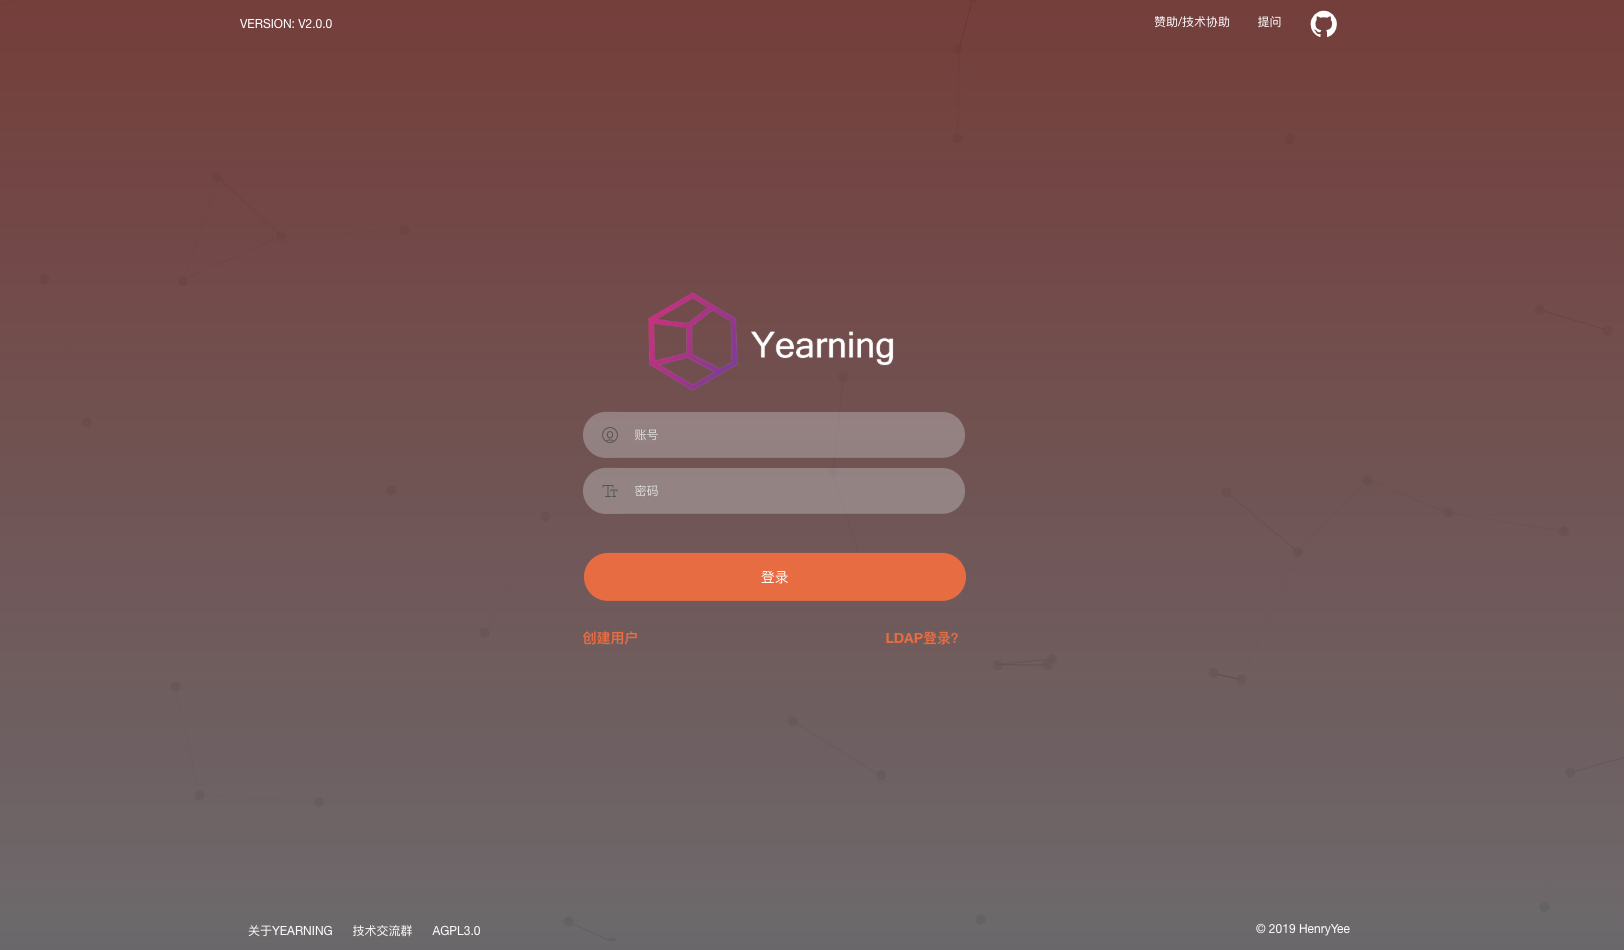 VERSION: V2.0.0
赞助/技术协助 提问
Yearning
账号
密码
登录
创建用户 LDAP登录?
关于YEARNING 技术交流群 AGPL3.0
© 2019 HenryYee